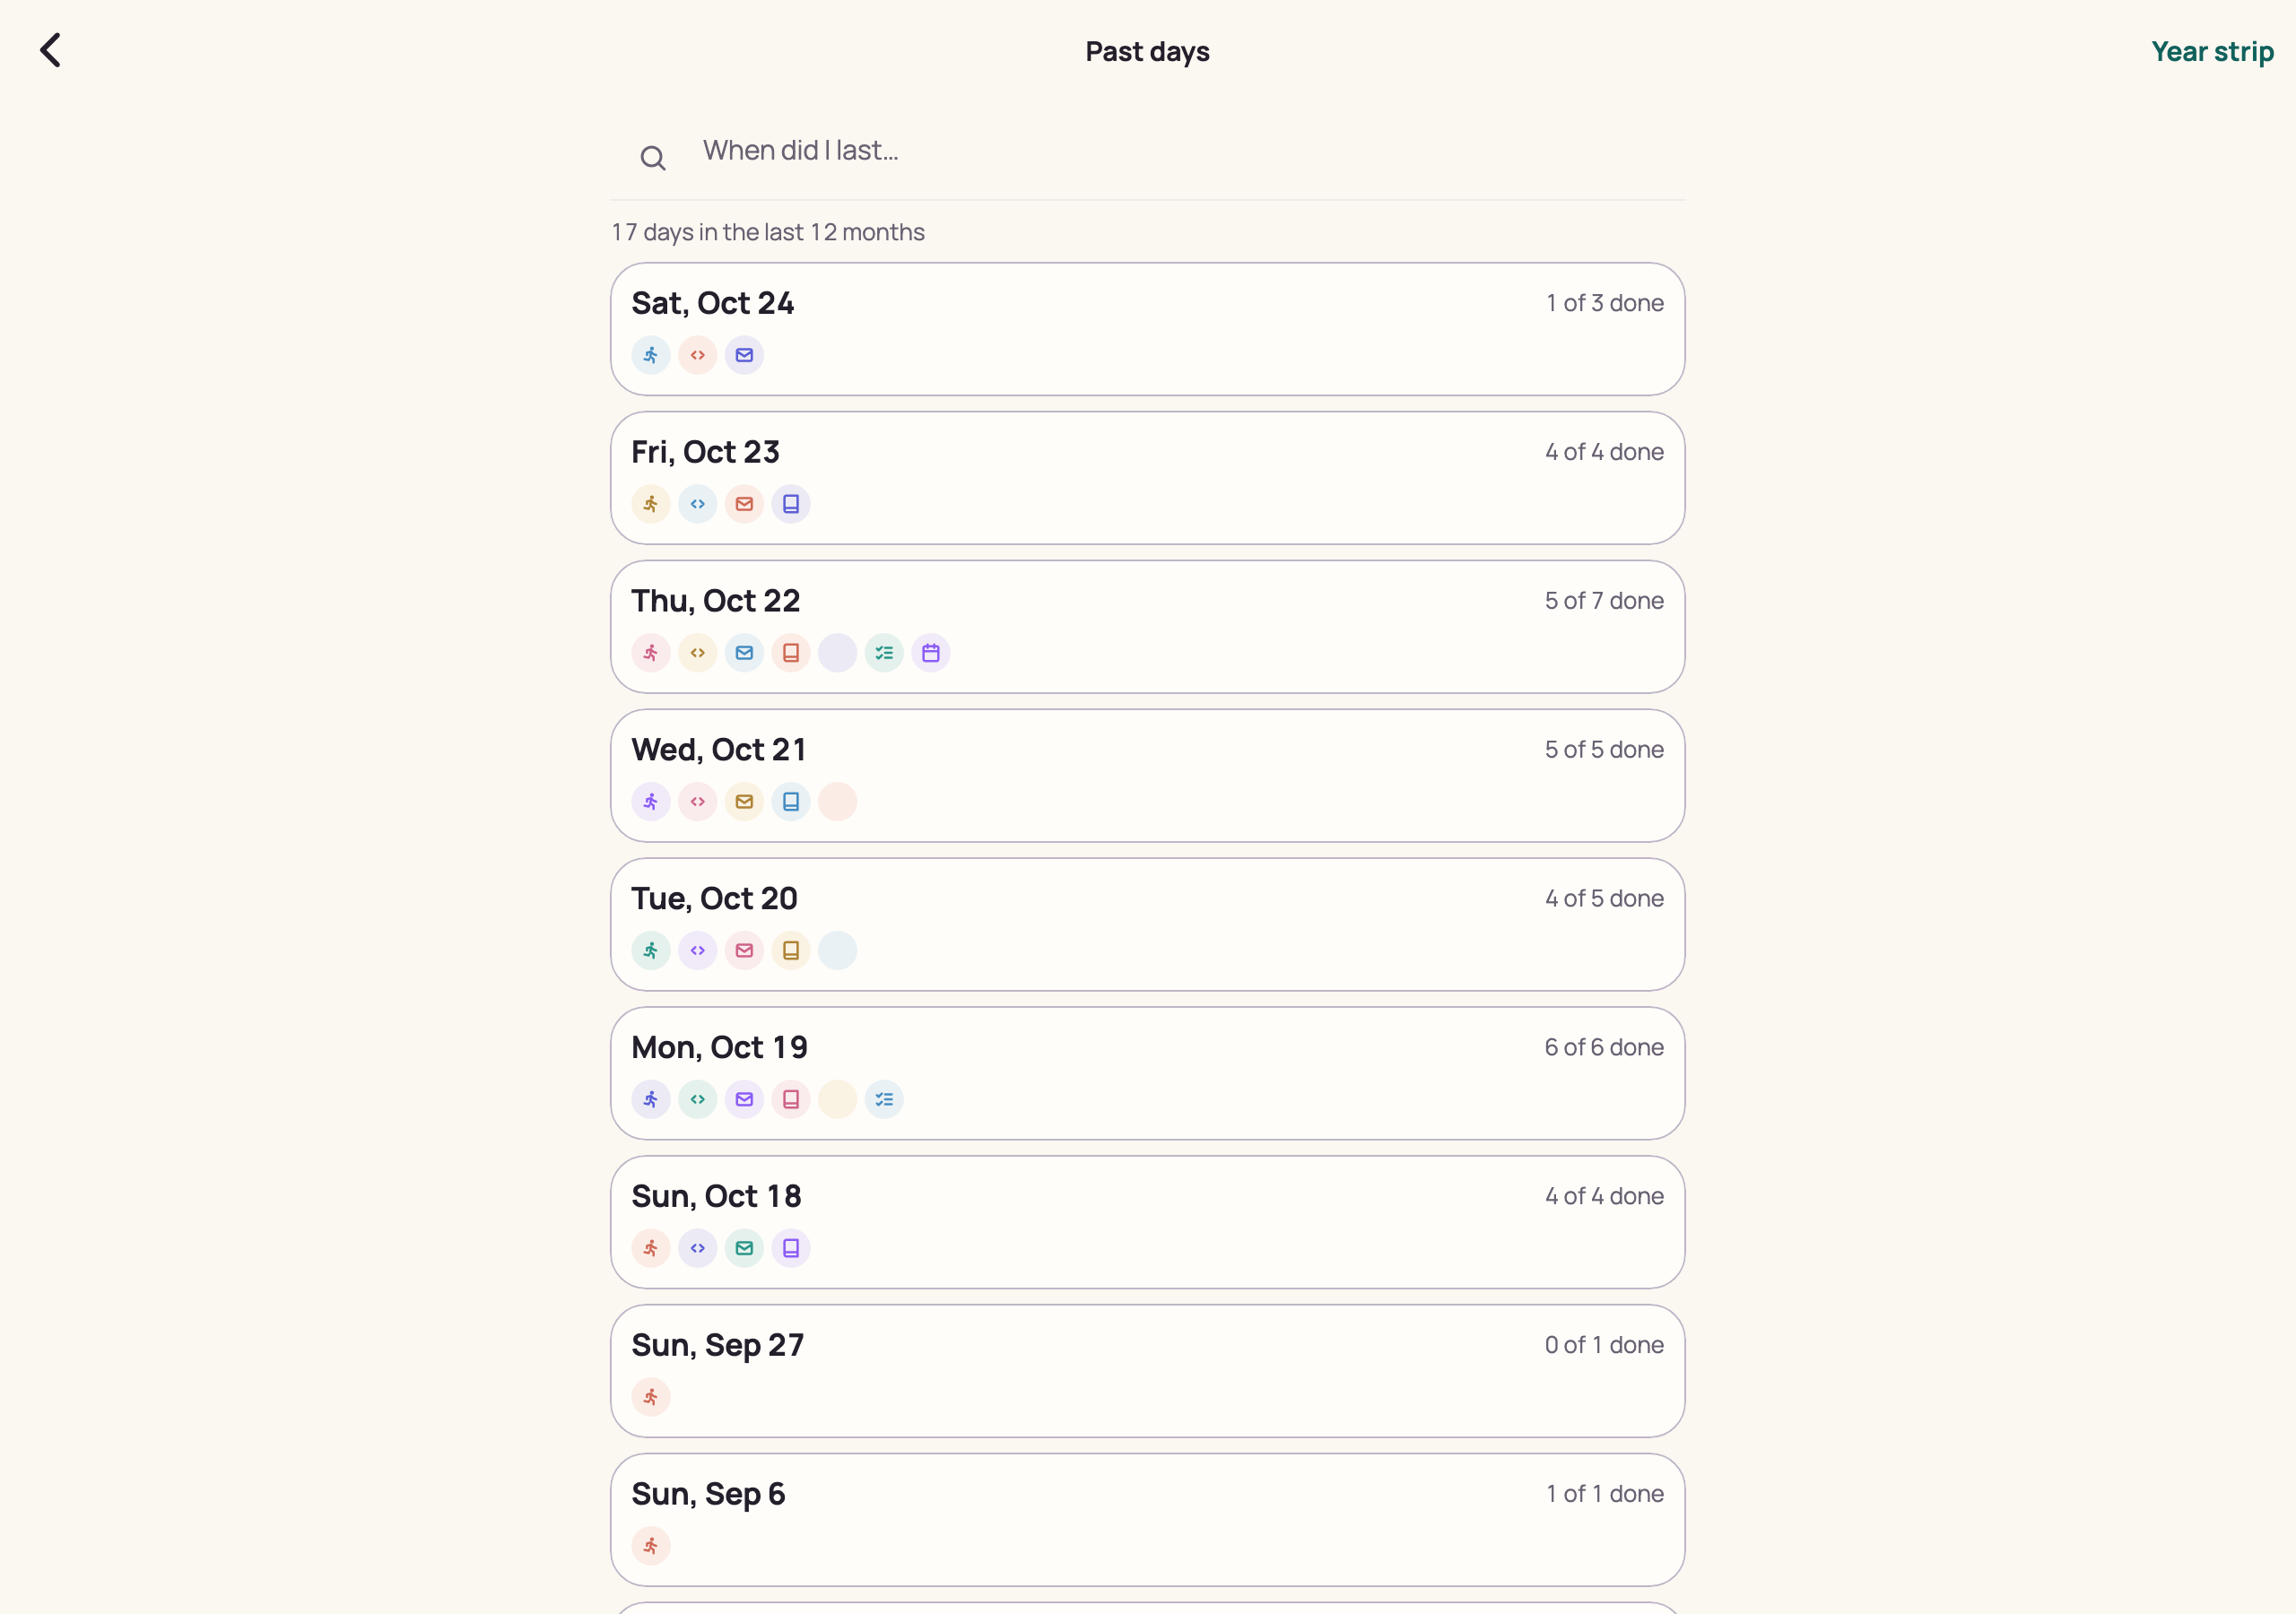 Past days
Year strip
When did I last...
17 days in the last 12 months
Sat, Oct 24
1 of 3 done
Fri, Oct 23
4 of 4 done
Thu, Oct 22
5 of 7 done
Wed, Oct 21
5 of 5 done
Tue, Oct 20
4 of 5 done
Mon, Oct 19
6 of 6 done
Sun, Oct 18
4 of 4 done
Sun, Sep 27
0 of 1 done
Sun, Sep 6
1 of 1 done